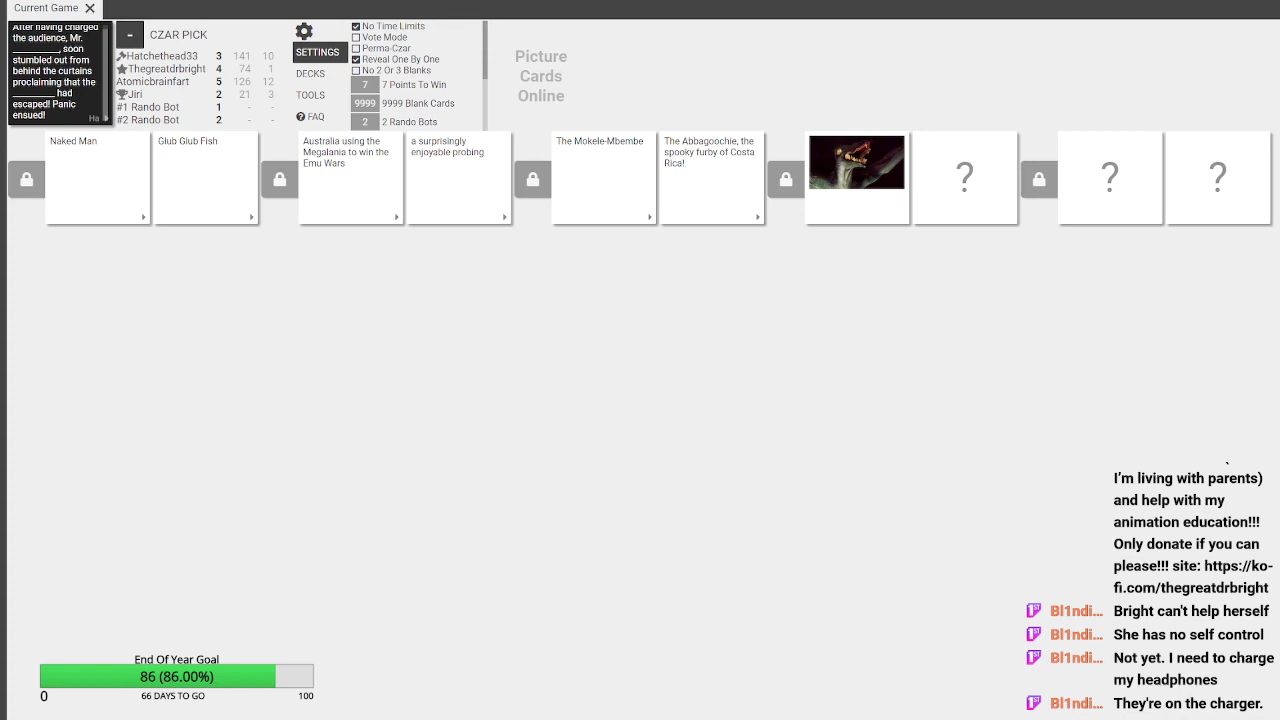 Current Game
After having charged
the audience, Mr.
________ soon
stumbled out from
behind the curtains
proclaiming that the
________ had
escaped! Panic
ensued!
Ha
-
CZAR PICK
Hatchethead33 3 141 10
Thegreatdrbright 4 74 1
Atomicbrainfart 5 126 12
Jiri 2 21 3
#1 Rando Bot 1 - -
#2 Rando Bot 2 - -
SETTINGS
DECKS
TOOLS
? FAQ
No Time Limits
Vote Mode
Perma-Czar
Reveal One By One
No 2 Or 3 Blanks
7 7 Points To Win
9999 9999 Blank Cards
2 2 Rando Bots
Picture
Cards
Online
Naked Man
Glub Glub Fish
Australia using the
Megalania to win the
Emu Wars
a surprisingly
enjoyable probing
The Mokele-Mbembe
The Abbagoochie, the
spooky furby of Costa
Rica!
?
?
?
I'm living with parents)
and help with my
animation education!!!
Only donate if you can
please!!! site: https://ko-
fi.com/thegreatdrbright
Bl1ndi... Bright can't help herself
Bl1ndi... She has no self control
Bl1ndi... Not yet. I need to charge
my headphones
Bl1ndi... They're on the charger.
End Of Year Goal
86 (86.00%)
0 66 DAYS TO GO 100